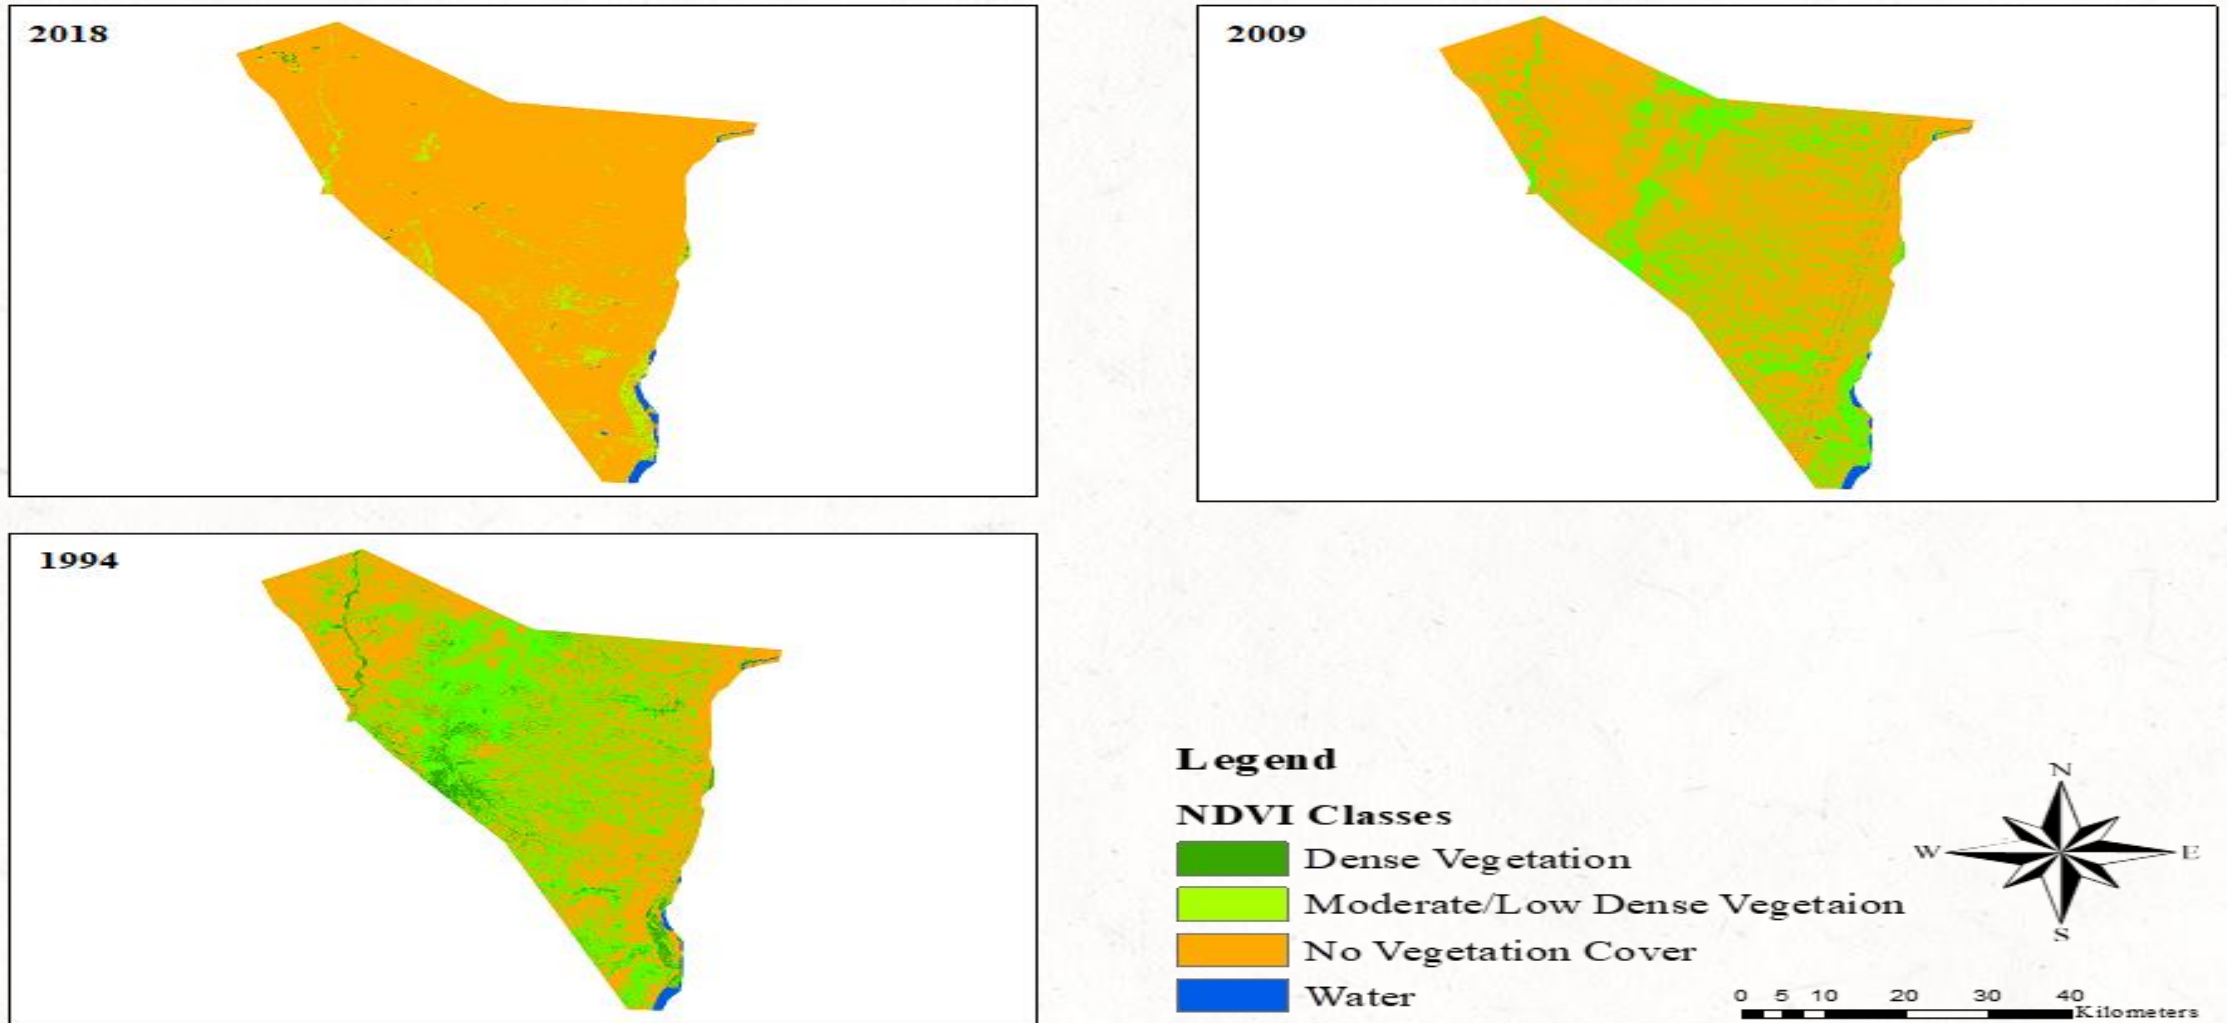 2018
2009
1994
Legend
NDVI Classes
Dense Vegetation
Moderate/Low Dense Vegetaion
No Vegetation Cover
Water
N
W
E
S
0 5 10 20 30 40
Kilometers